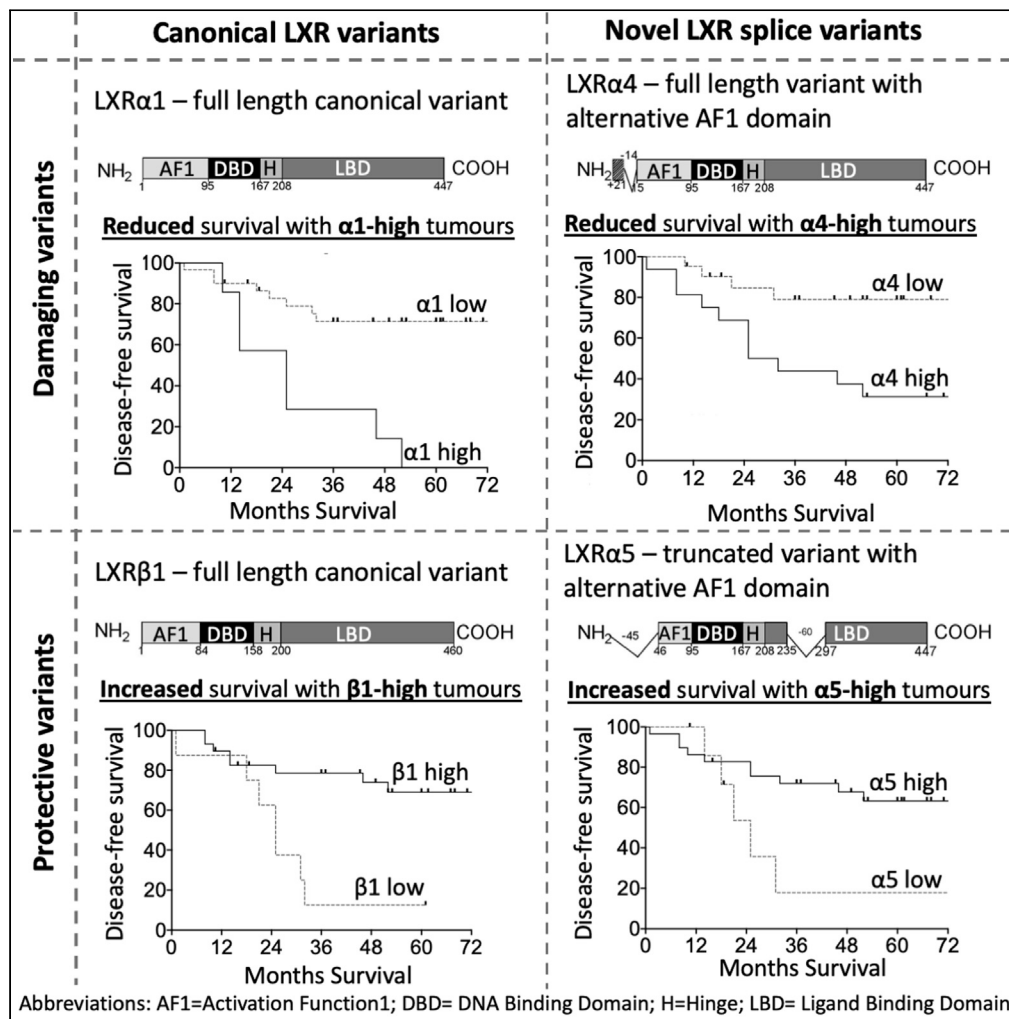 Canonical LXR variants
Novel LXR splice variants
Damaging variants
LXRα1 – full length canonical variant
NH2 AF1 DBD H LBD COOH
1 95 167 208 447
Reduced survival with α1-high tumours
Disease-free survival
100
80
60
40
20
0
α1 low
α1 high
0 12 24 36 48 60 72
Months Survival
LXRα4 – full length variant with
alternative AF1 domain
-14
NH2 AF1 DBD H LBD COOH
+21 15 95 167 208 447
Reduced survival with α4-high tumours
Disease-free survival
100
80
60
40
20
0
α4 low
α4 high
0 12 24 36 48 60 72
Months Survival
Protective variants
LXRβ1 – full length canonical variant
NH2 AF1 DBD H LBD COOH
1 84 158 200 460
Increased survival with β1-high tumours
Disease-free survival
100
80
60
40
20
0
β1 high
β1 low
0 12 24 36 48 60 72
Months Survival
LXRα5 – truncated variant with
alternative AF1 domain
NH2 -45 AF1 DBD H -60 LBD COOH
46 95 167 208 235 297 447
Increased survival with α5-high tumours
Disease-free survival
100
80
60
40
20
0
α5 high
α5 low
0 12 24 36 48 60 72
Months Survival
Abbreviations: AF1=Activation Function1; DBD= DNA Binding Domain; H=Hinge; LBD= Ligand Binding Domain